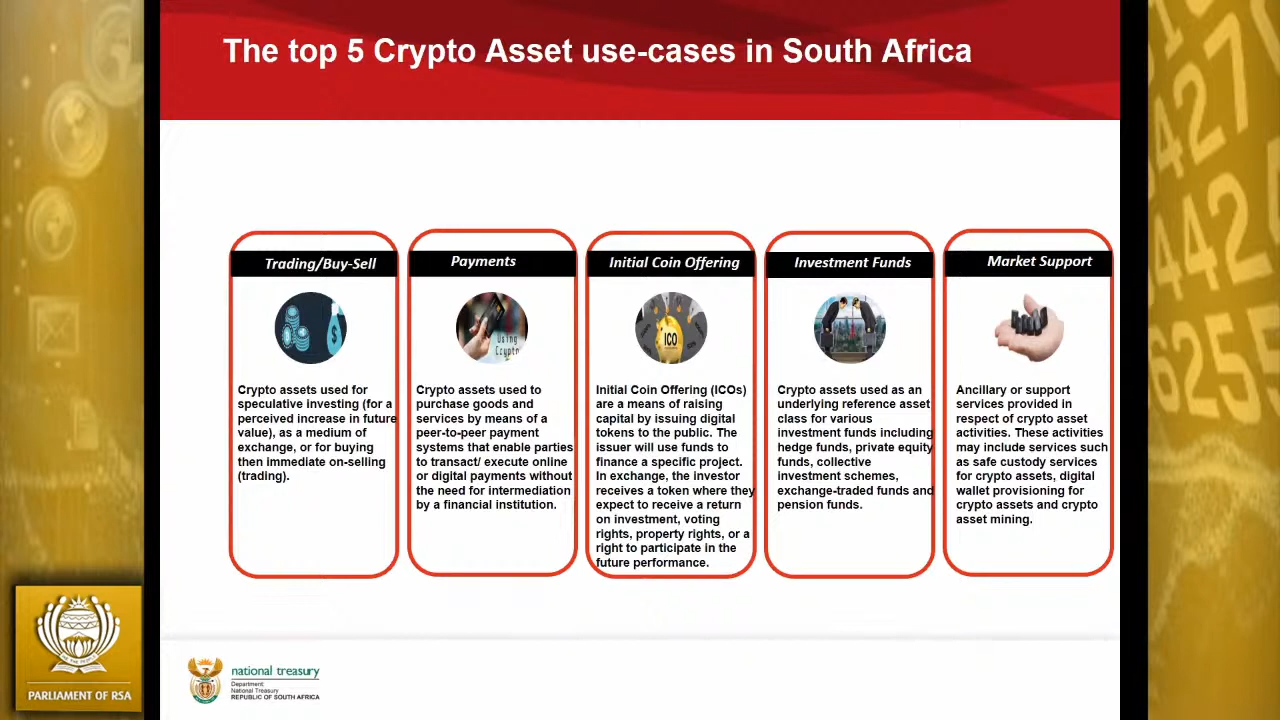 The top 5 Crypto Asset use-cases in South Africa
Trading/Buy-Sell
Crypto assets used for
speculative investing (for a
perceived increase in future
value), as a medium of
exchange, or for buying
then immediate on-selling
(trading).
Payments
Using
Crypto
Crypto assets used to
purchase goods and
services by means of a
peer-to-peer payment
systems that enable parties
to transact/ execute online
or digital payments without
the need for intermediation
by a financial institution.
Initial Coin Offering
ICO
Initial Coin Offering (ICOs)
are a means of raising
capital by issuing digital
tokens to the public. The
issuer will use funds to
finance a specific project.
In exchange, the investor
receives a token where they
expect to receive a return
on investment, voting
rights, property rights, or a
right to participate in the
future performance.
Investment Funds
Crypto assets used as an
underlying reference asset
class for various
investment funds including
hedge funds, private equity
funds, collective
investment schemes,
exchange-traded funds and
pension funds.
Market Support
Ancillary or support
services provided in
respect of crypto asset
activities. These activities
may include services such
as safe custody services
for crypto assets, digital
wallet provisioning for
crypto assets and crypto
asset mining.
PARLIAMENT OF RSA
national treasury
Department:
National Treasury
REPUBLIC OF SOUTH AFRICA
427
0442
6255